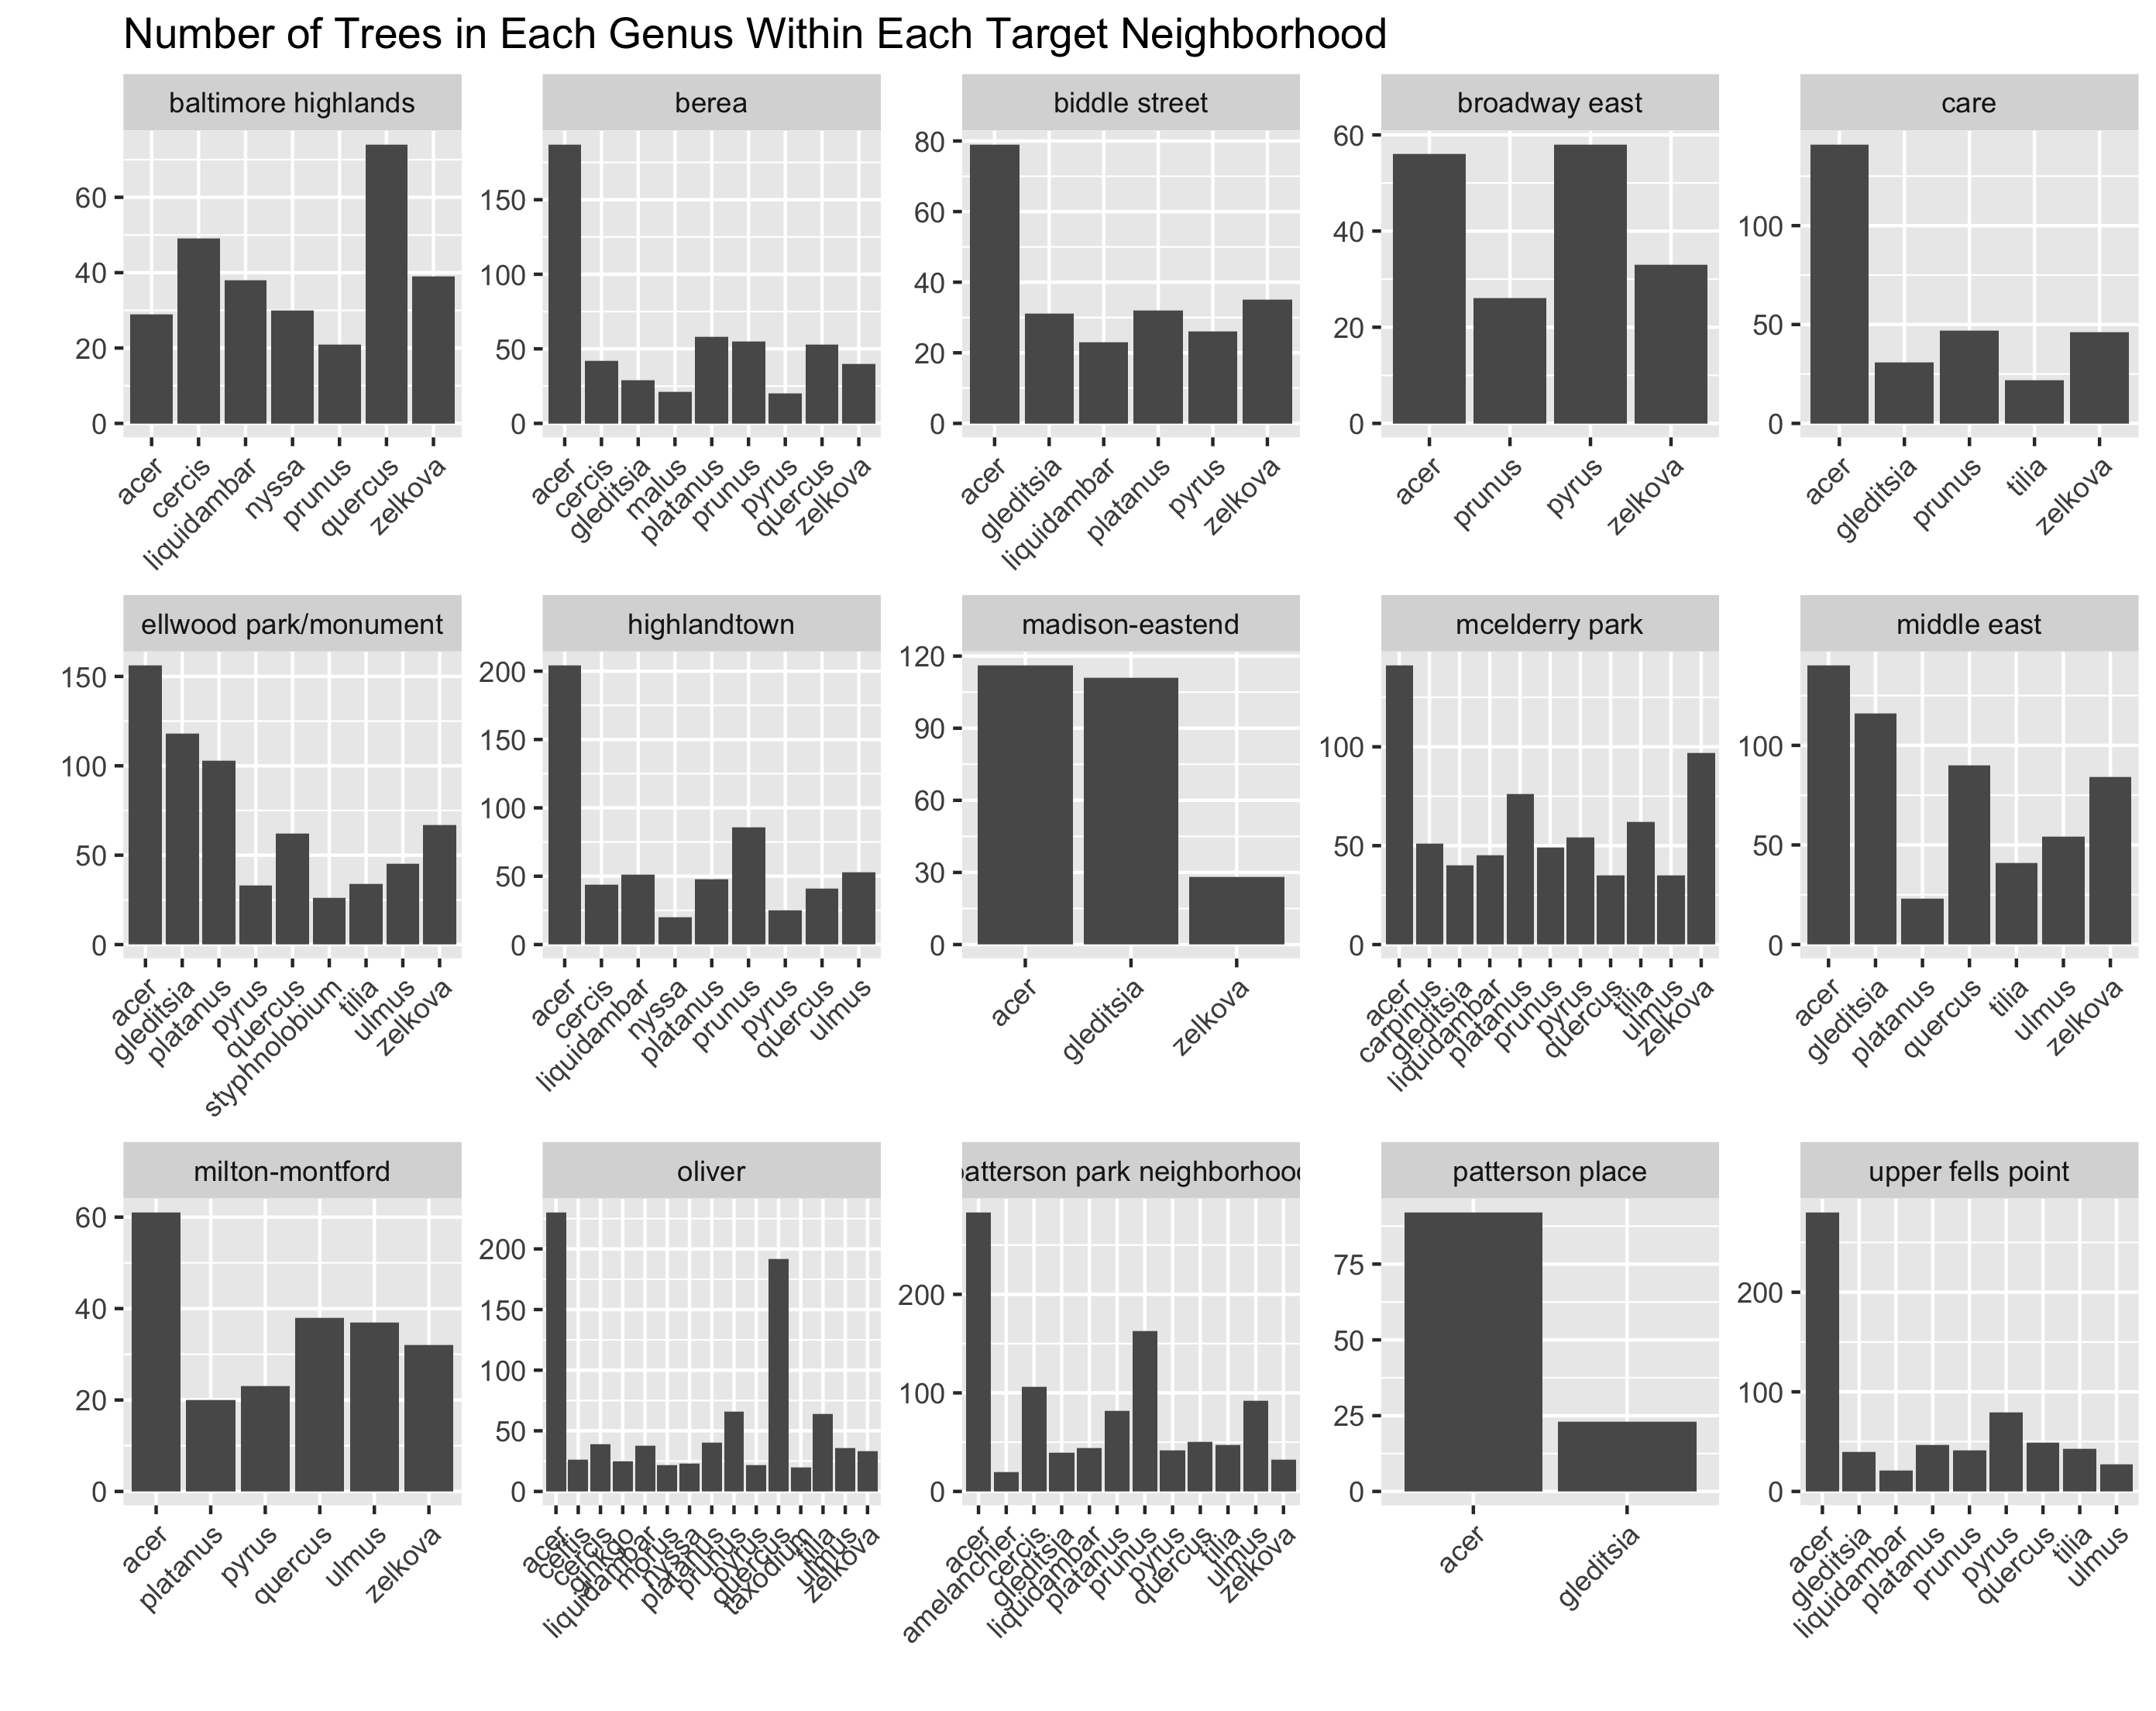 Number of Trees in Each Genus Within Each Target Neighborhood
baltimore highlands
60
40
20
0
acer
cercis
liquidambar
nyssa
prunus
quercus
zelkova
berea
150
100
50
0
acer
cercis
gleditsia
malus
platanus
prunus
pyrus
quercus
zelkova
biddle street
80
60
40
20
0
acer
gleditsia
liquidambar
platanus
pyrus
zelkova
broadway east
60
40
20
0
acer
prunus
pyrus
zelkova
care
100
50
0
acer
gleditsia
prunus
tilia
zelkova
ellwood park/monument
150
100
50
0
acer
gleditsia
platanus
pyrus
quercus
styphnolobium
tilia
ulmus
zelkova
highlandtown
200
150
100
50
0
acer
cercis
liquidambar
nyssa
platanus
prunus
pyrus
quercus
ulmus
madison-eastend
120
90
60
30
0
acer
gleditsia
zelkova
mcelderry park
100
50
0
acer
carpinus
gleditsia
liquidambar
platanus
prunus
pyrus
quercus
tilia
ulmus
zelkova
middle east
100
50
0
acer
gleditsia
platanus
quercus
tilia
ulmus
zelkova
milton-montford
60
40
20
0
acer
platanus
pyrus
quercus
ulmus
zelkova
oliver
200
150
100
50
0
acer
celtis
cercis
ginkgo
liquidambar
morus
nyssa
platanus
prunus
pyrus
quercus
taxodium
tilia
ulmus
zelkova
patterson park neighborhood
200
100
0
acer
amelanchier
cercis
gleditsia
liquidambar
platanus
prunus
pyrus
quercus
tilia
ulmus
zelkova
patterson place
75
50
25
0
acer
gleditsia
upper fells point
200
100
0
acer
gleditsia
liquidambar
platanus
prunus
pyrus
quercus
tilia
ulmus